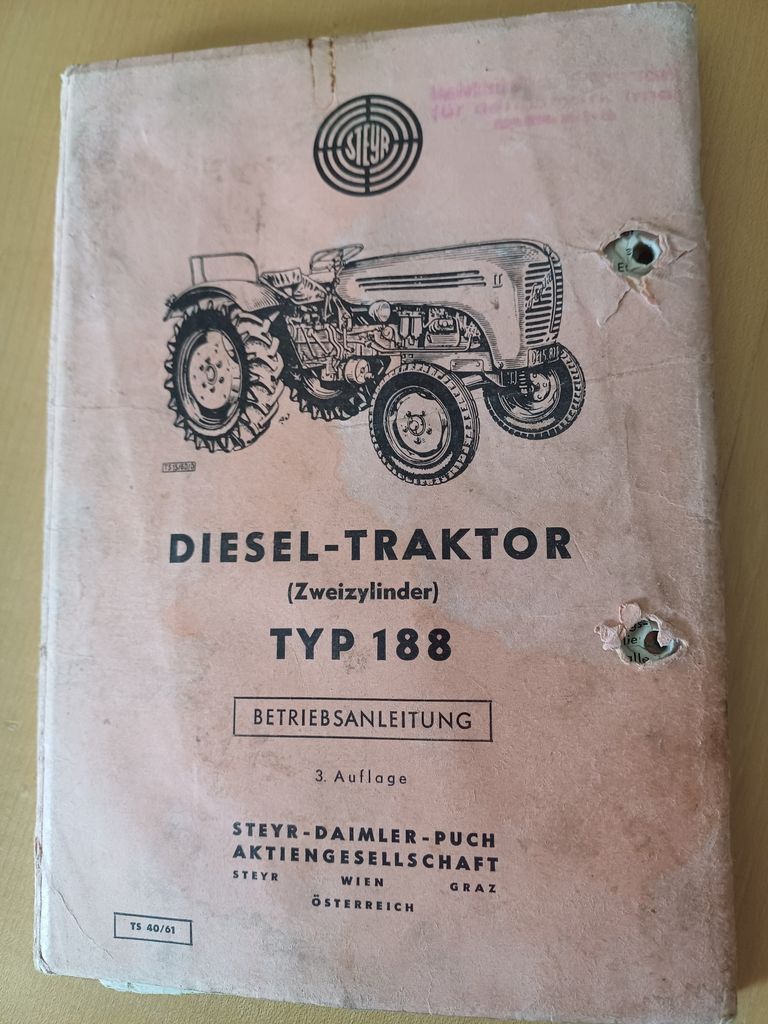 STEYR
DIESEL-TRAKTOR
(Zweizylinder)
TYP 188
BETRIEBSANLEITUNG
3. Auflage
STEYR-DAIMLER-PUCH
AKTIENGESELLSCHAFT
STEYR WIEN GRAZ
ÖSTERREICH
TS 40/61